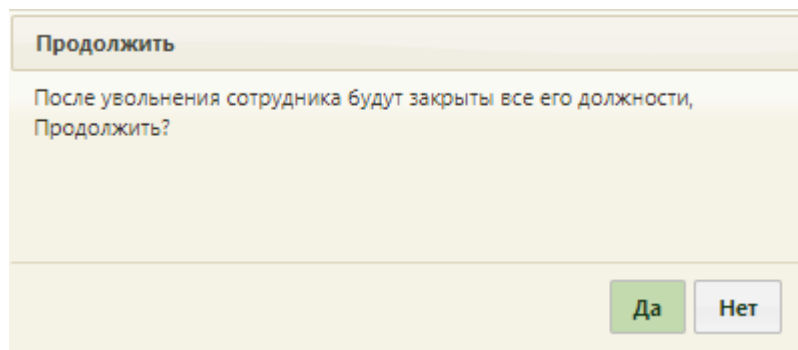 Продолжить
После увольнения сотрудника будут закрыты все его должности,
Продолжить?
Да
Нет